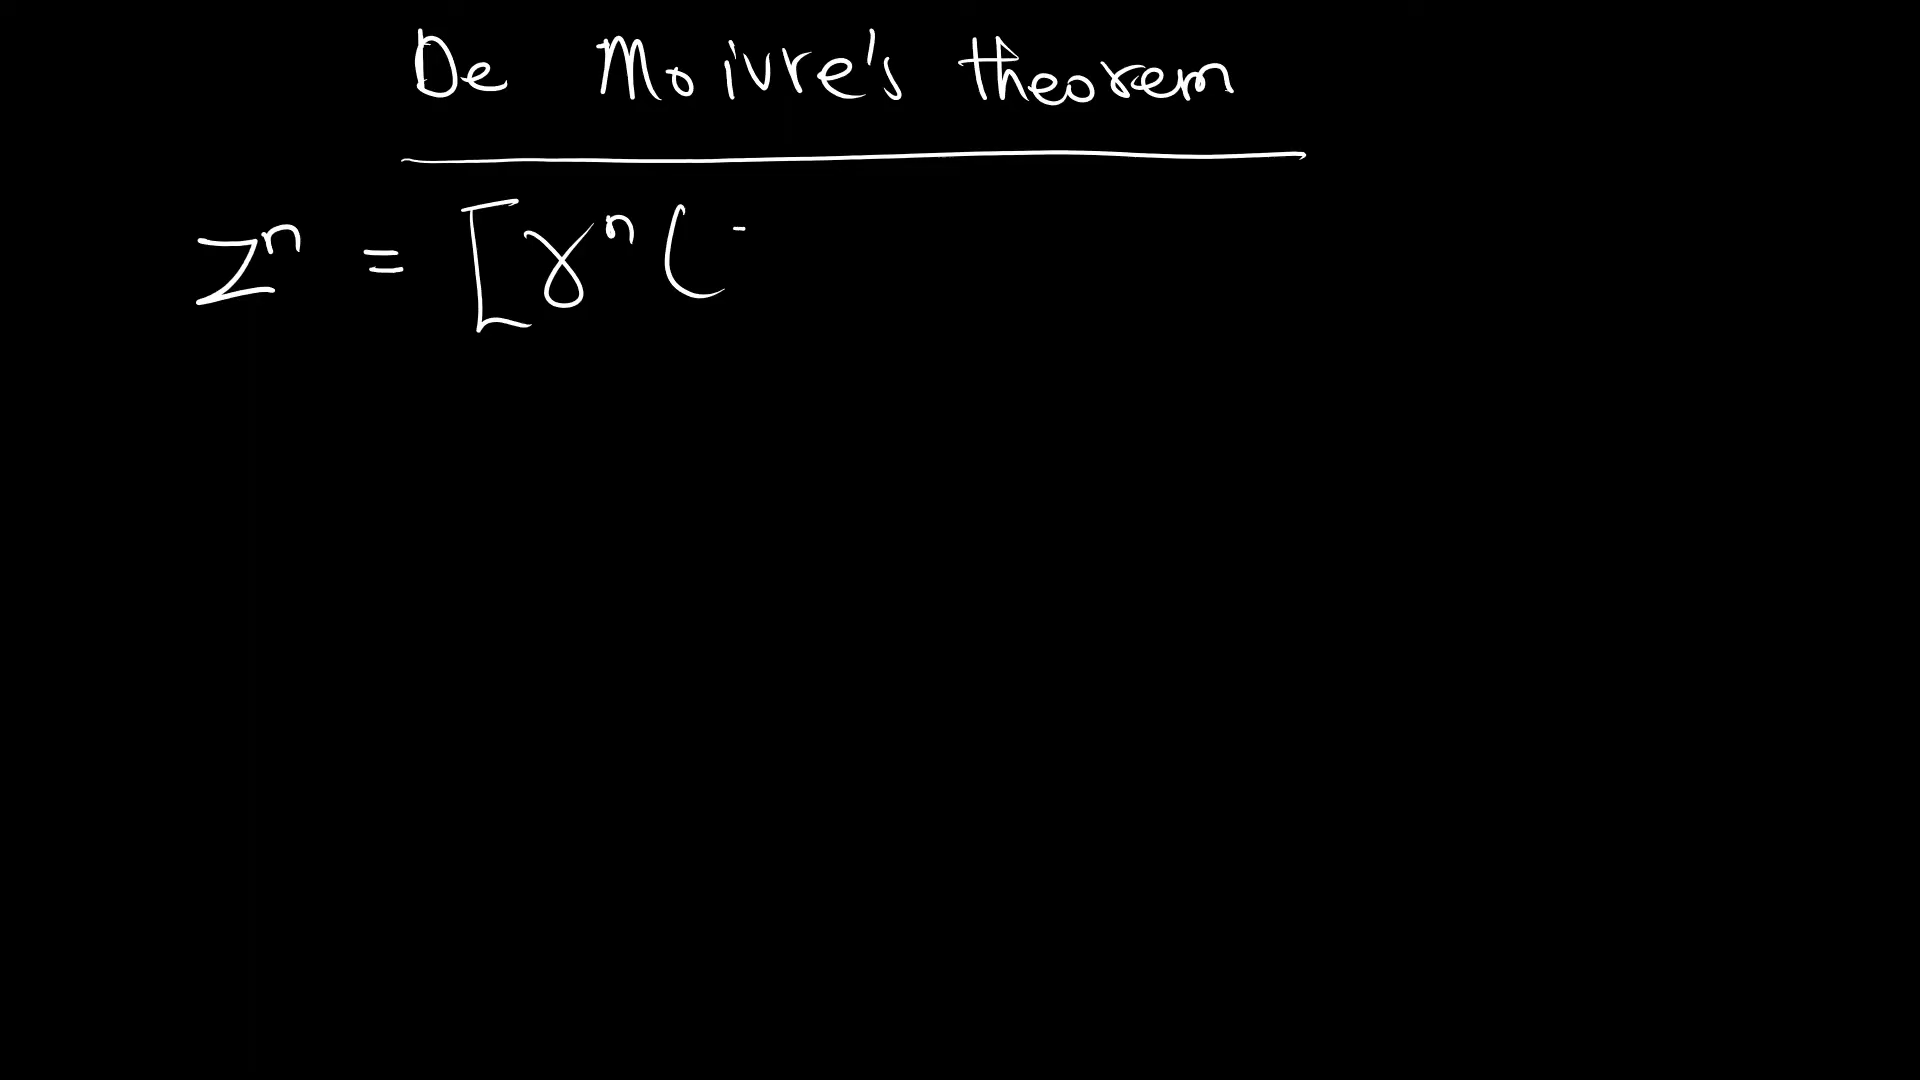 De Moivre's theorem
zⁿ = [rⁿ (